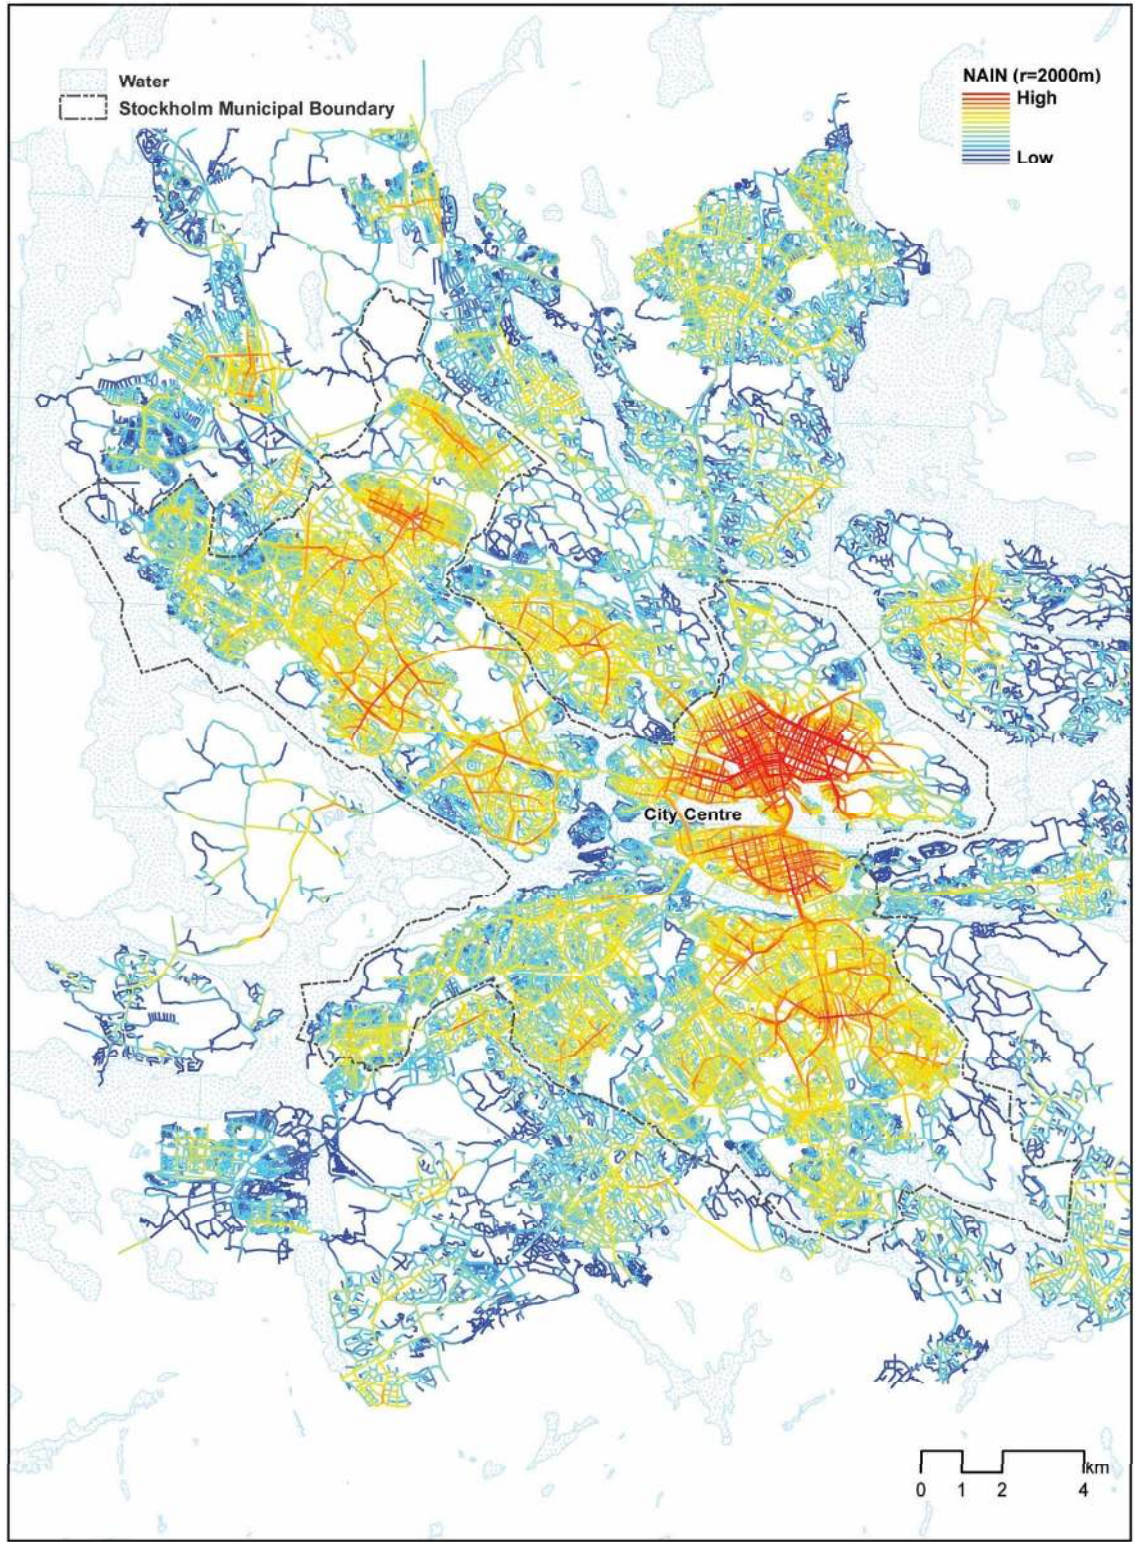 Water
Stockholm Municipal Boundary
NAIN (r=2000m)
High
Low
City Centre
km
0 1 2 4